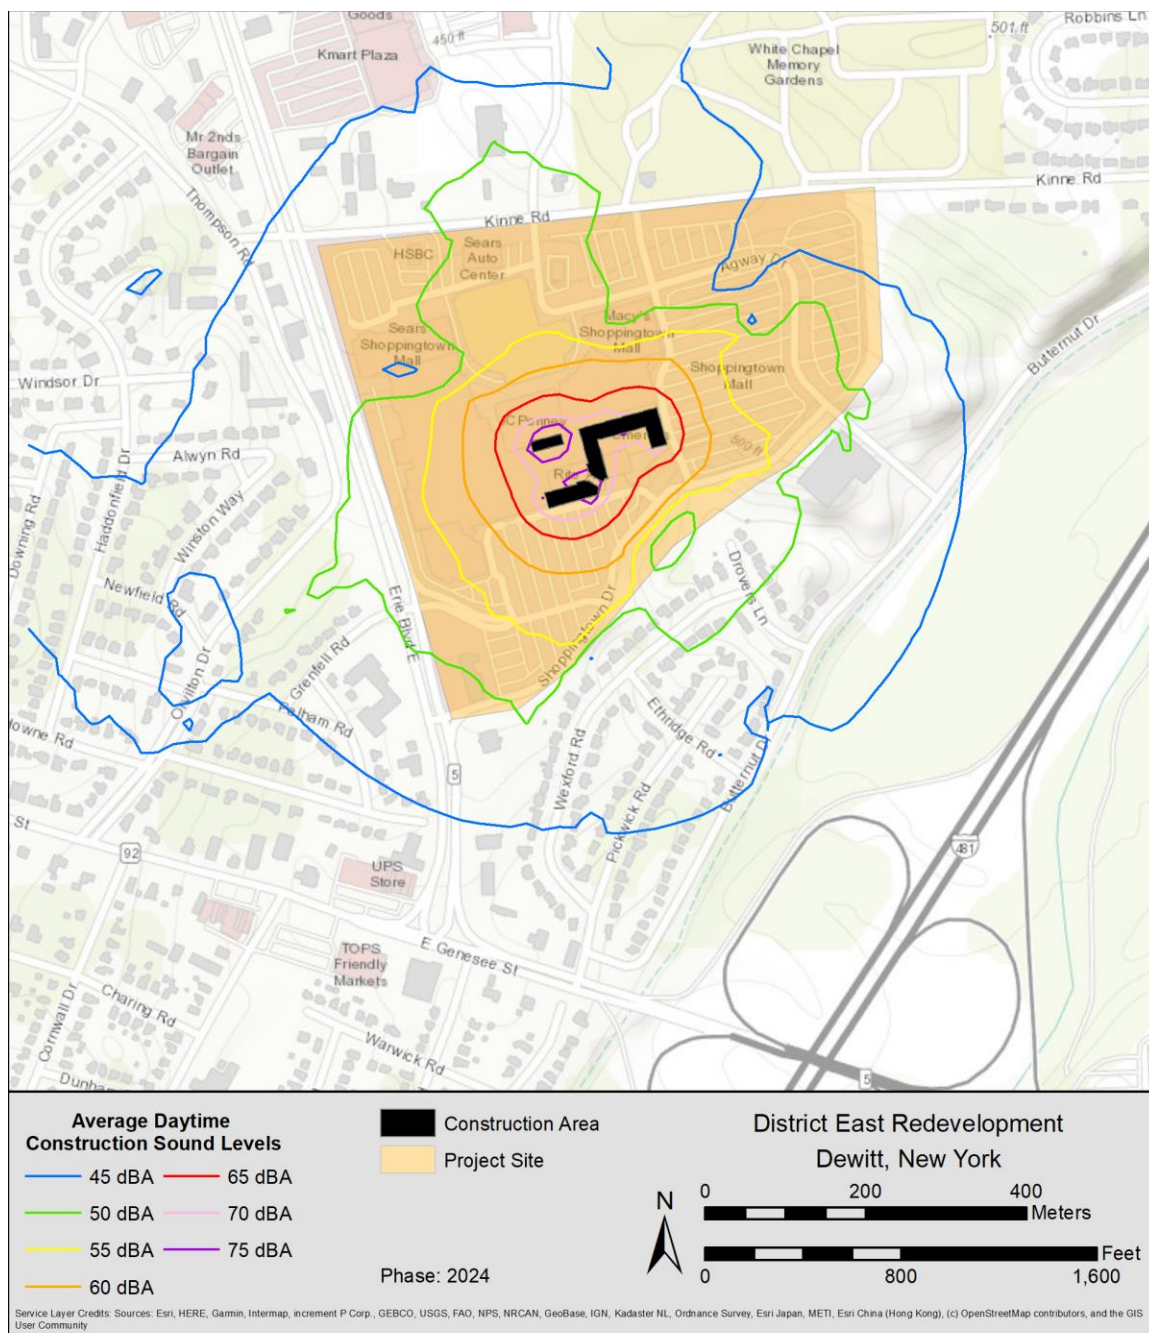 Goods
450 ft
Kmart Plaza
White Chapel
Memory
Gardens
501 ft
Robbins Ln
Mr 2nds
Bargain
Outlet
Thompson Rd
Kinne Rd
Kinne Rd
HSBC
Sears
Auto
Center
Agway Dr
Macy's
Shoppingtown
Mall
Sears
Shoppingtown
Mall
Shoppingtown
Mall
Butternut Dr
Windsor Dr
500 ft
Alwyn Rd
Haddonfield Dr
Downing Rd
Winston Way
Newfield Rd
Drovers Ln
Erie Blvd E
Shoppingtown Dr
Grenfell Rd
Orvilton Dr
Pelham Rd
Ethridge Rd
Wexford Rd
Butternut Dr
Pickwick Rd
5
St
92
UPS
Store
481
E Genesee St
TOPS
Friendly
Markets
Charing Rd
Cornwall Dr
Warwick Rd
5
Average Daytime
Construction Sound Levels
45 dBA
65 dBA
50 dBA
70 dBA
55 dBA
75 dBA
60 dBA
Construction Area
Project Site
Phase: 2024
District East Redevelopment
Dewitt, New York
N
0 200 400
Meters
Feet
0 800 1,600
Service Layer Credits: Sources: Esri, HERE, Garmin, Intermap, increment P Corp., GEBCO, USGS, FAO, NPS, NRCAN, GeoBase, IGN, Kadaster NL, Ordnance Survey, Esri Japan, METI, Esri China (Hong Kong), (c) OpenStreetMap contributors, and the GIS
User Community